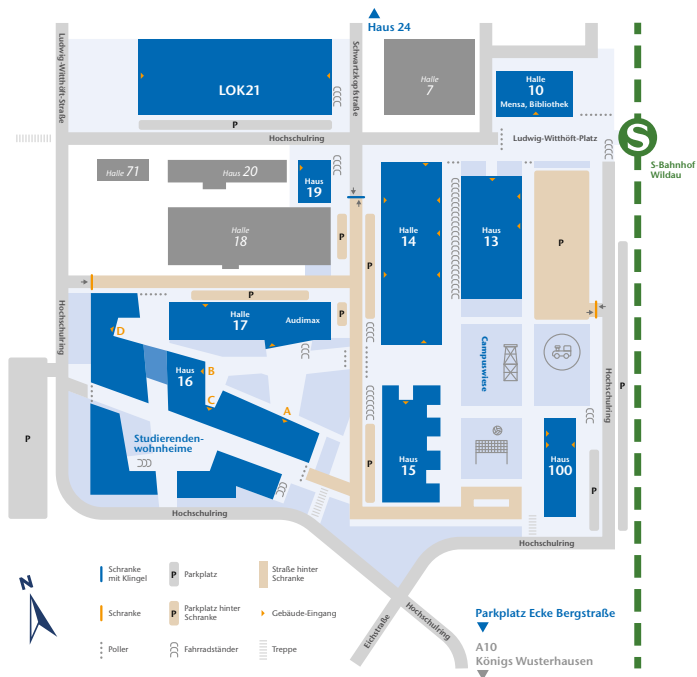 Haus 24
Ludwig-Witthöft-Straße
Schwartzkopfstraße
LOK21
Halle
7
Halle
10
Mensa, Bibliothek
P
Hochschulring
Ludwig-Witthöft-Platz
S
S-Bahnhof
Wildau
Halle 71
Haus 20
Haus
19
Halle
18
Halle
14
Haus
13
P
P
P
P
P
Halle
17
Audimax
Hochschulring
D
Haus
16
B
C
A
Campuswiese
Hochschulring
P
P
Studierenden-
wohnheime
Haus
15
P
Haus
100
P
Hochschulring
Hochschulring
Schranke
mit Klingel
P
Parkplatz
Straße hinter
Schranke
Schranke
P
Parkplatz hinter
Schranke
Gebäude-Eingang
Poller
Fahrradständer
Treppe
N
Eichstraße
Hochschulring
Parkplatz Ecke Bergstraße
A10
Königs Wusterhausen